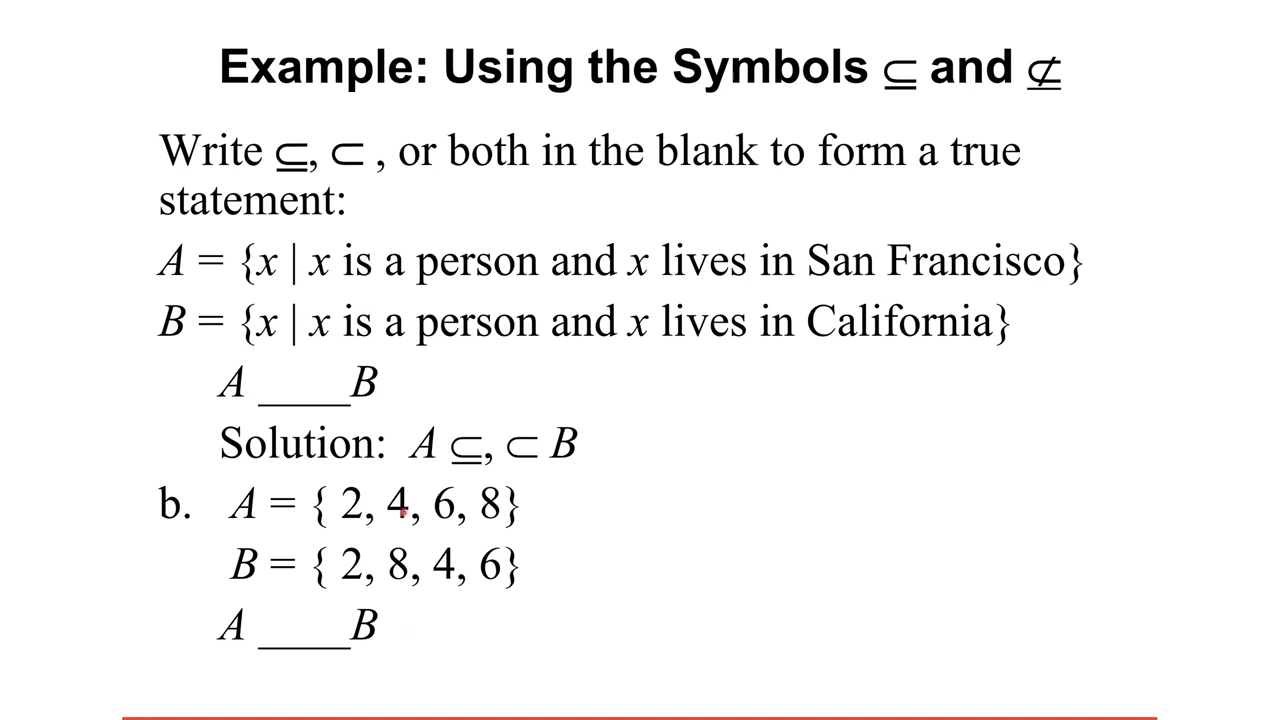 Example: Using the Symbols ⊆ and ⊄
Write ⊆, ⊂ , or both in the blank to form a true
statement:
A = {x | x is a person and x lives in San Francisco}
B = {x | x is a person and x lives in California}
A ____B
Solution: A ⊆, ⊂ B
b. A = { 2, 4, 6, 8}
B = { 2, 8, 4, 6}
A ____B